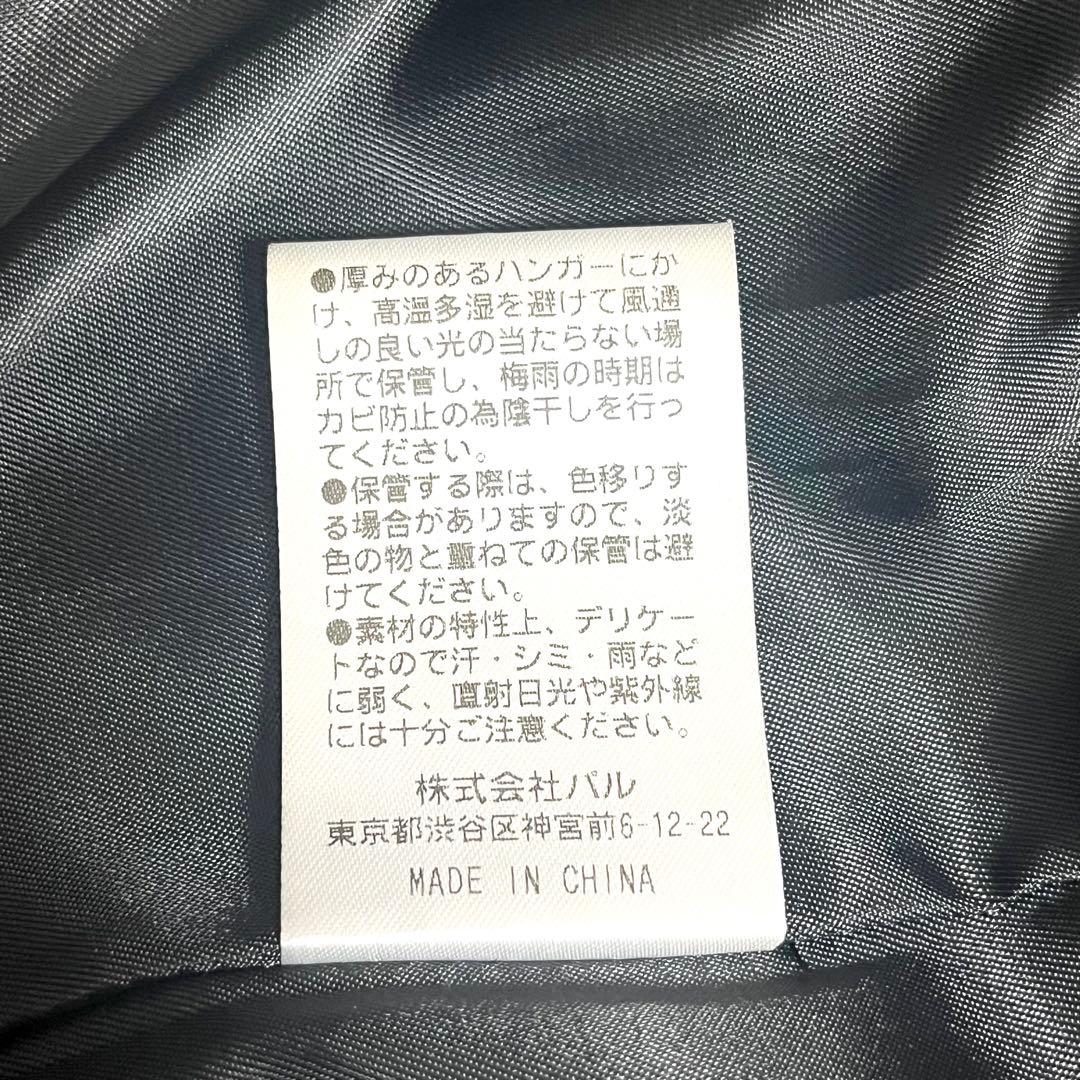 ●厚みのあるハンガーにか
け、高温多湿を避けて風通
しの良い光の当たらない場
所で保管し、梅雨の時期は
カビ防止の為陰干しを行っ
てください。
●保管する際は、色移りす
る場合がありますので、淡
色の物と重ねての保管は避
けてください。
●素材の特性上、デリケー
トなので汗・シミ・雨など
に弱く、直射日光や紫外線
には十分ご注意ください。
株式会社パル
東京都渋谷区神宮前6-12-22
MADE IN CHINA